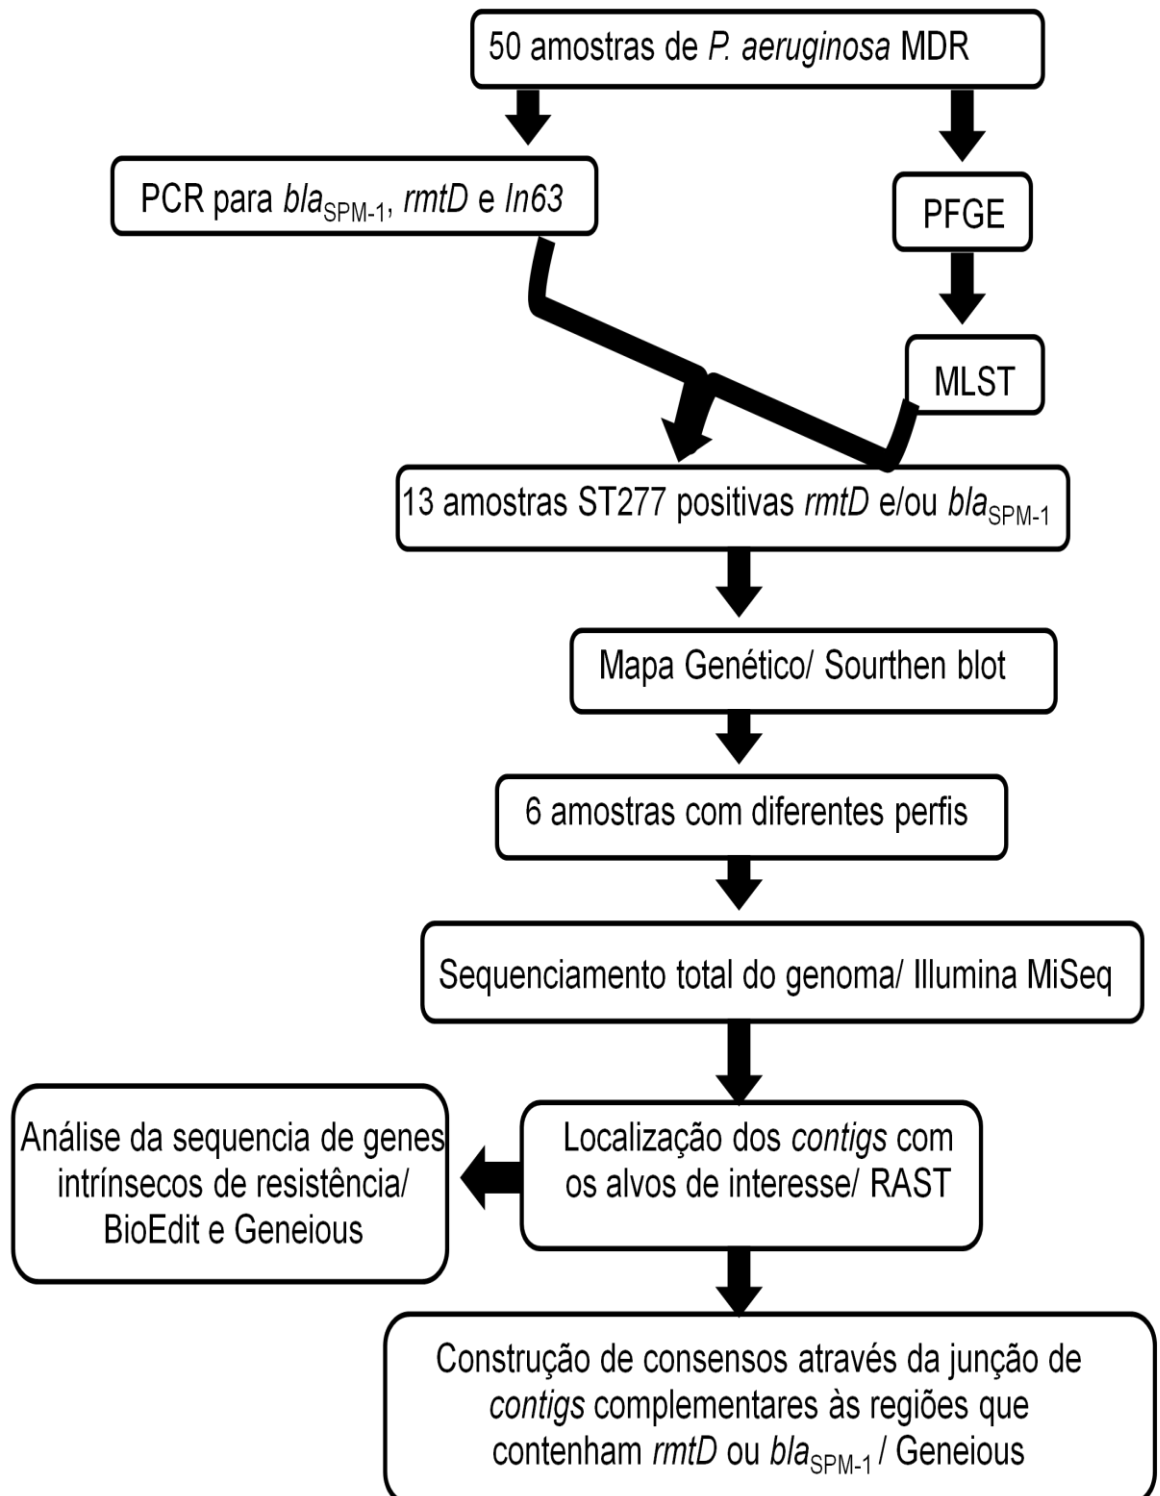 50 amostras de P. aeruginosa MDR
PCR para blaSPM-1, rmtD e In63
PFGE
MLST
13 amostras ST277 positivas rmtD e/ou blaSPM-1
Mapa Genético/ Sourthen blot
6 amostras com diferentes perfis
Sequenciamento total do genoma/ Illumina MiSeq
Localização dos contigs com
os alvos de interesse/ RAST
Análise da sequencia de genes
intrínsecos de resistência/
BioEdit e Geneious
Construção de consensos através da junção de
contigs complementares às regiões que
contenham rmtD ou blaSPM-1 / Geneious